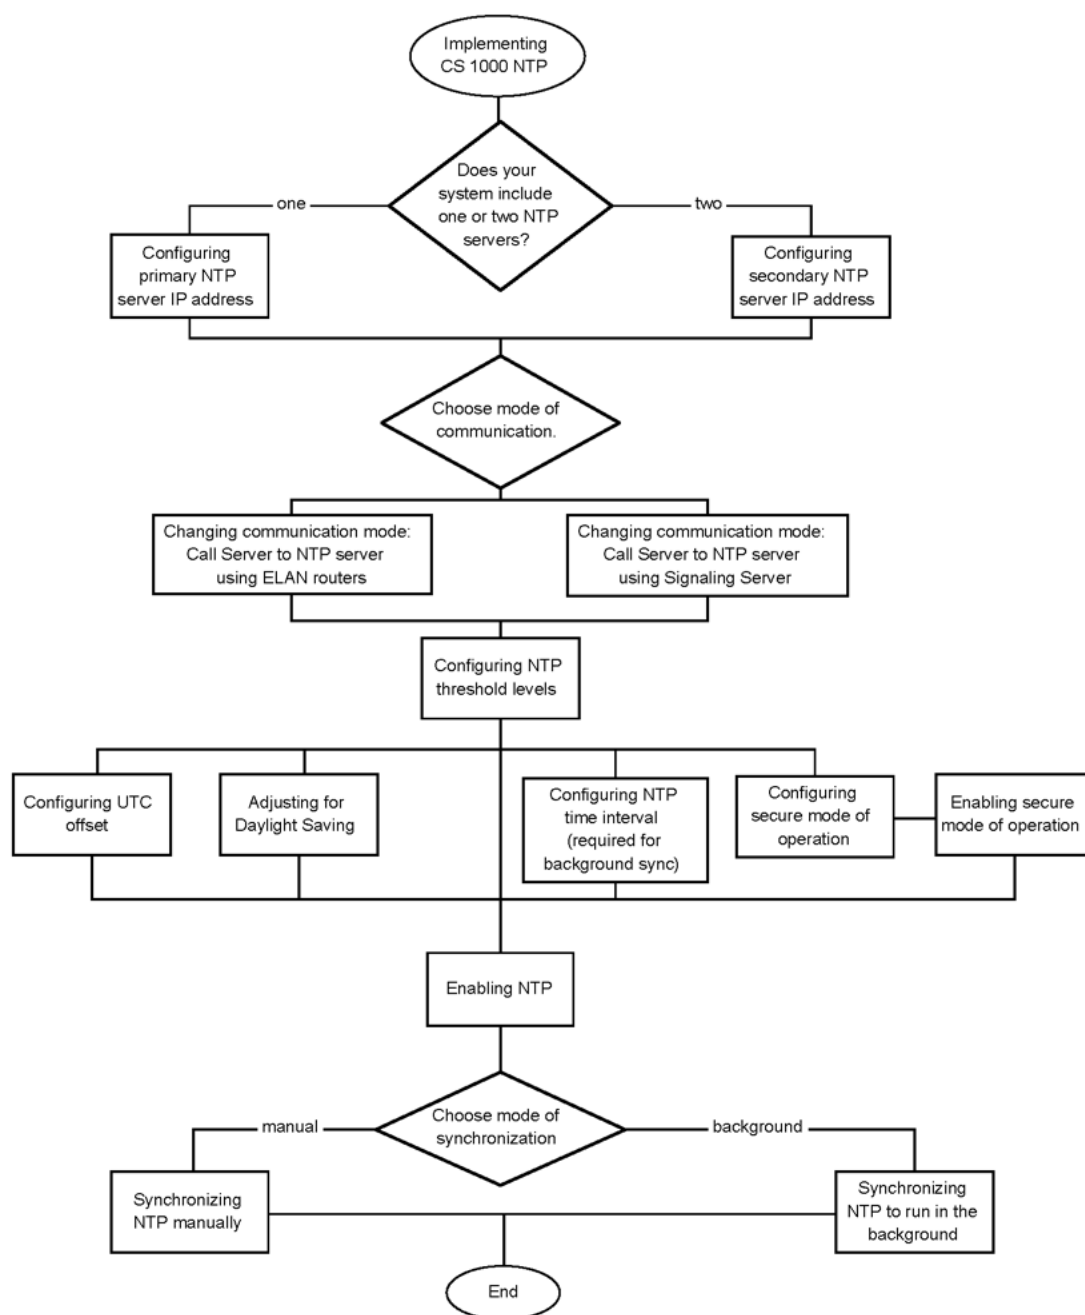 Implementing
CS 1000 NTP
Does your
system include
one or two NTP
servers?
one
two
Configuring
primary NTP
server IP address
Configuring
secondary NTP
server IP address
Choose mode of
communication.
Changing communication mode:
Call Server to NTP server
using ELAN routers
Changing communication mode:
Call Server to NTP server
using Signaling Server
Configuring NTP
threshold levels
Configuring UTC
offset
Adjusting for
Daylight Saving
Configuring NTP
time interval
(required for
background sync)
Configuring
secure mode of
operation
Enabling secure
mode of operation
Enabling NTP
Choose mode of
synchronization
manual
background
Synchronizing
NTP manually
Synchronizing
NTP to run in the
background
End